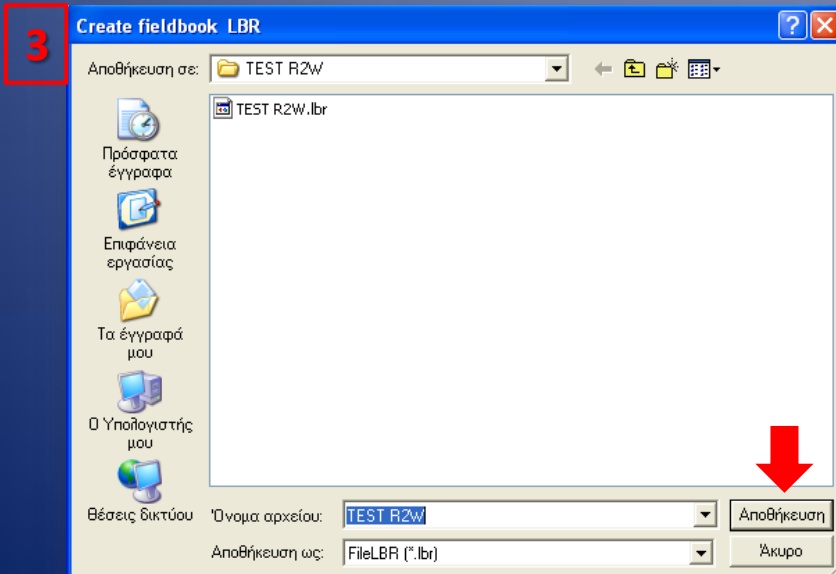 3
Create fieldbook LBR
Αποθήκευση σε: TEST R2W
TEST R2W.lbr
Πρόσφατα
έγγραφα
Επιφάνεια
εργασίας
Τα έγγραφά
μου
Ο Υπολογιστής
μου
Θέσεις δικτύου
Όνομα αρχείου: TEST R2W Αποθήκευση
Αποθήκευση ως: FileLBR (*.lbr) Άκυρο